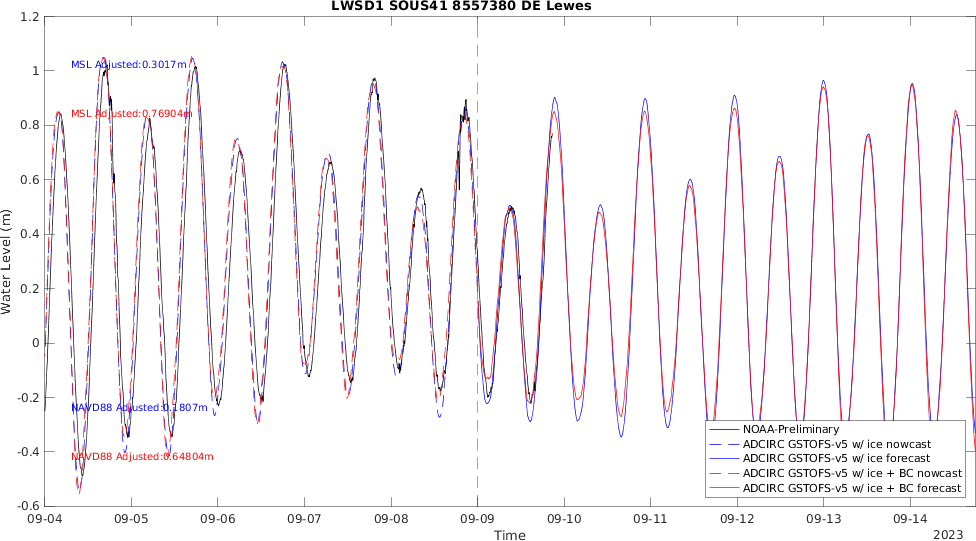 LWSD1 SOUS41 8557380 DE Lewes
1.2
1
0.8
0.6
0.4
0.2
0
-0.2
-0.4
-0.6
Water Level (m)
MSL Adjusted:0.3017m
MSL Adjusted:0.76904m
NAVD88 Adjusted:0.1807m
NAVD88 Adjusted:0.64804m
NOAA-Preliminary
ADCIRC GSTOFS-v5 w/ ice nowcast
ADCIRC GSTOFS-v5 w/ ice forecast
ADCIRC GSTOFS-v5 w/ ice + BC nowcast
ADCIRC GSTOFS-v5 w/ ice + BC forecast
09-04 09-05 09-06 09-07 09-08 09-09 09-10 09-11 09-12 09-13 09-14
Time
2023